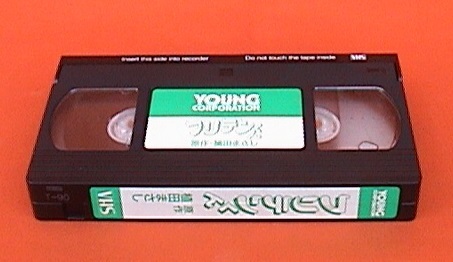 Insert this side into recorder
Do not touch the tape inside
VHS
YOUNG
CORPORATION
フリテンくん
原作・植田まさし
T-60
VHS
原作
植田まさし
フリテンくん
YOUNG
CORPORATION